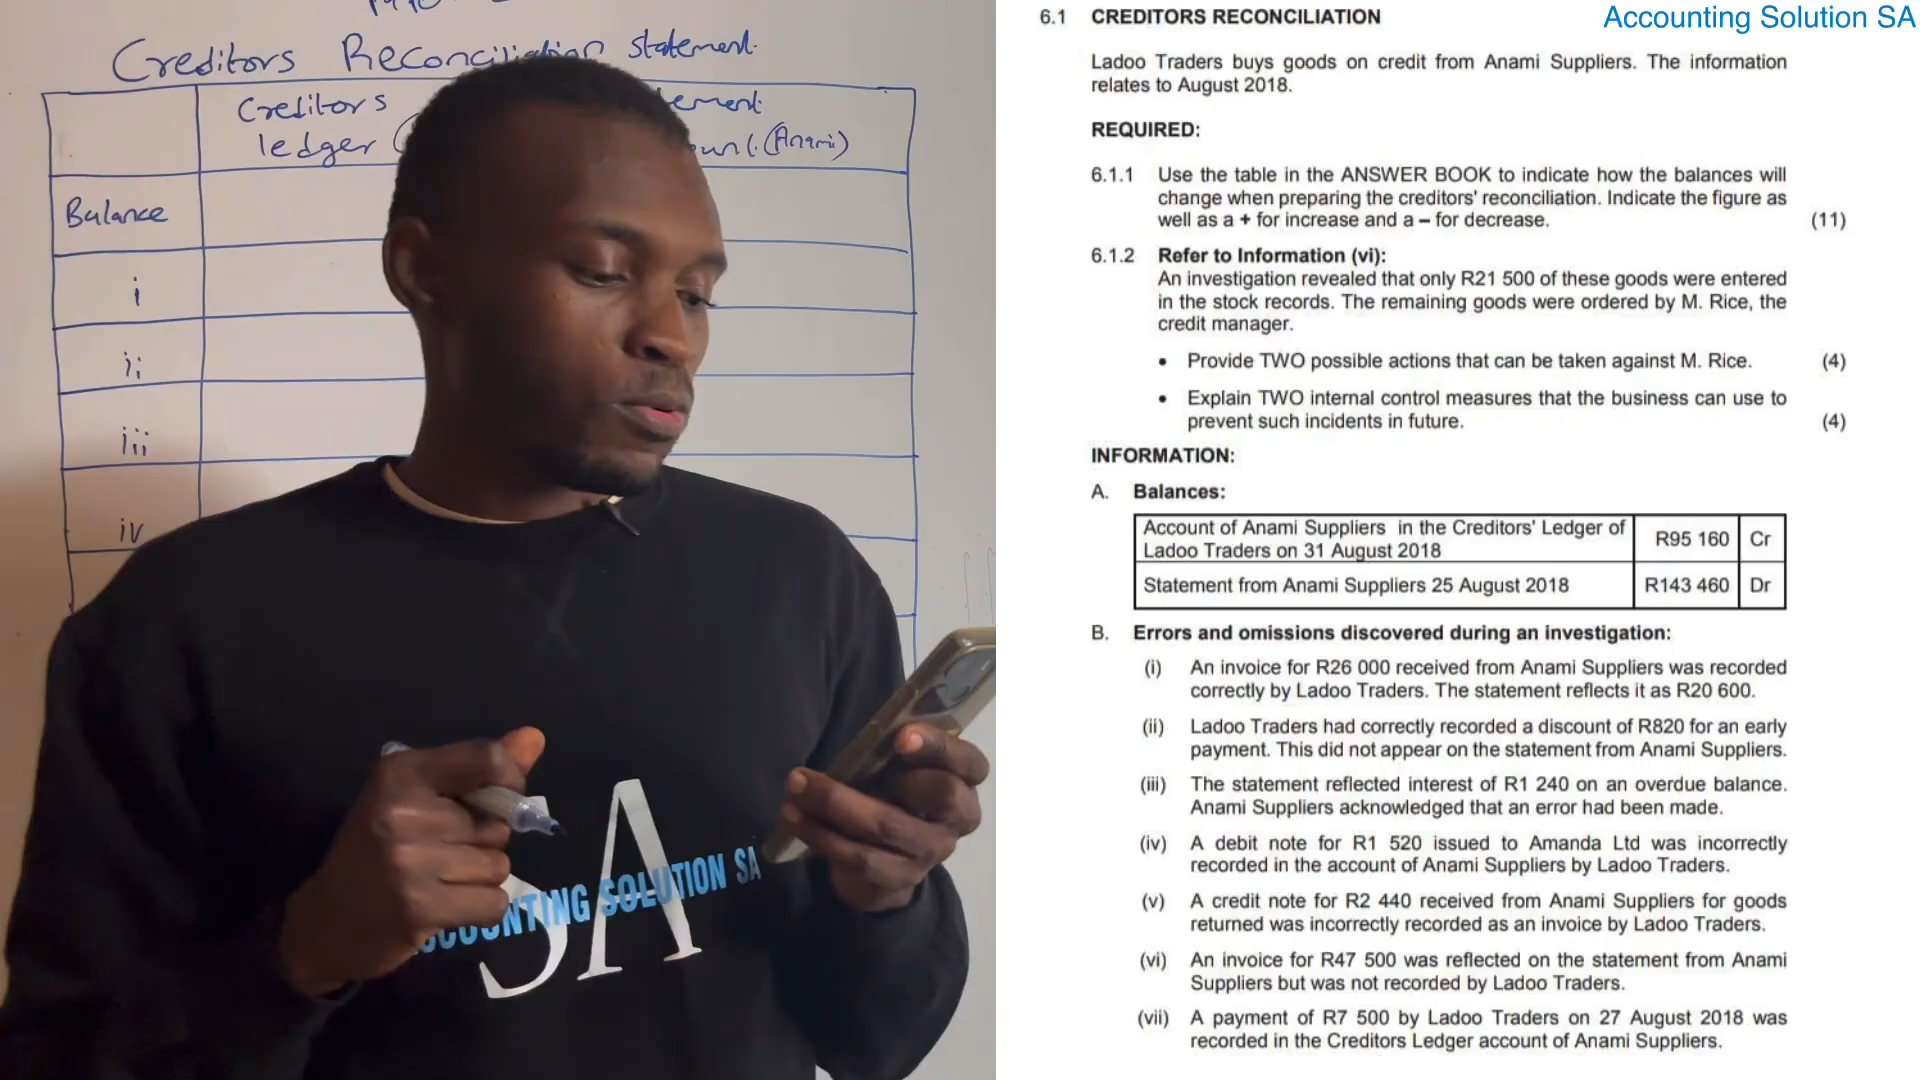 Creditors Reconciliation statement.
Creditors
ledger
(Anami)
Balance
i
ii
iii
iv
SA
ACCOUNTING SOLUTION SA
Accounting Solution SA
6.1 CREDITORS RECONCILIATION
Ladoo Traders buys goods on credit from Anami Suppliers. The information
relates to August 2018.
REQUIRED:
6.1.1 Use the table in the ANSWER BOOK to indicate how the balances will
change when preparing the creditors' reconciliation. Indicate the figure as
well as a + for increase and a – for decrease. (11)
6.1.2 Refer to Information (vi):
An investigation revealed that only R21 500 of these goods were entered
in the stock records. The remaining goods were ordered by M. Rice, the
credit manager.
• Provide TWO possible actions that can be taken against M. Rice. (4)
• Explain TWO internal control measures that the business can use to
prevent such incidents in future. (4)
INFORMATION:
A. Balances:
Account of Anami Suppliers in the Creditors' Ledger of
Ladoo Traders on 31 August 2018 R95 160 Cr
Statement from Anami Suppliers 25 August 2018 R143 460 Dr
B. Errors and omissions discovered during an investigation:
(i) An invoice for R26 000 received from Anami Suppliers was recorded
correctly by Ladoo Traders. The statement reflects it as R20 600.
(ii) Ladoo Traders had correctly recorded a discount of R820 for an early
payment. This did not appear on the statement from Anami Suppliers.
(iii) The statement reflected interest of R1 240 on an overdue balance.
Anami Suppliers acknowledged that an error had been made.
(iv) A debit note for R1 520 issued to Amanda Ltd was incorrectly
recorded in the account of Anami Suppliers by Ladoo Traders.
(v) A credit note for R2 440 received from Anami Suppliers for goods
returned was incorrectly recorded as an invoice by Ladoo Traders.
(vi) An invoice for R47 500 was reflected on the statement from Anami
Suppliers but was not recorded by Ladoo Traders.
(vii) A payment of R7 500 by Ladoo Traders on 27 August 2018 was
recorded in the Creditors Ledger account of Anami Suppliers.